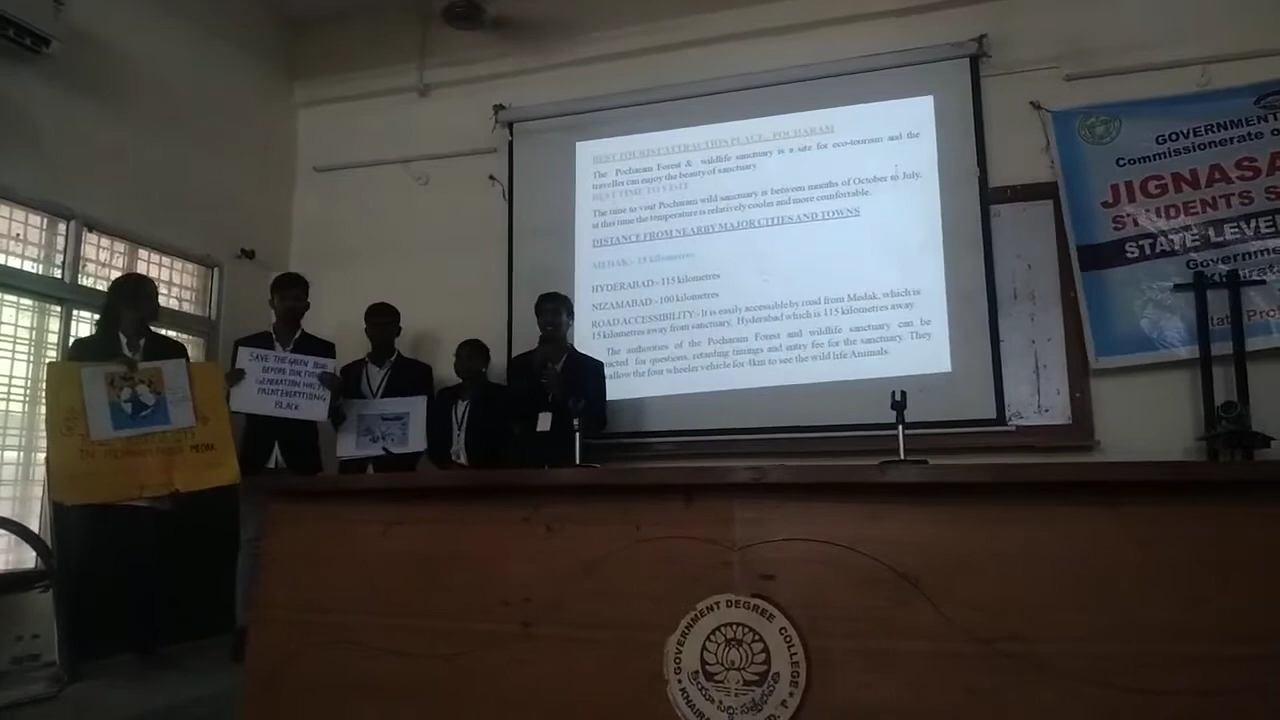 BEST TOURIST ATTRACTION PLACE - POCHARAM
The Pocharam Forest & wildlife sanctuary is a site for eco-tourism and the
traveller can enjoy the beauty of sanctuary
BEST TIME TO VISIT
The time to visit Pocharam wild sanctuary is between months of October to July.
at this time the temperature is relatively cooler and more comfortable.
DISTANCE FROM NEARBY MAJOR CITIES AND TOWNS
MEDAK:- 15 kilometres
HYDERABAD:- 115 kilometres
NIZAMABAD:- 100 kilometres
ROAD ACCESSIBILITY:- It is easily accessible by road from Medak, which is
15 kilometres away from sanctuary. Hyderabad which is 115 kilometres away
The authorities of the Pocharam Forest and wildlife sanctuary can be
for questions, retarding timings and entry fee for the sanctuary. They
allow the four wheeler vehicle for 4km to see the wild life Animals.
GOVERNMENT
Commissionerate
JIGNASA
STUDENTS S
STATE LEVE
Governme
SAVE THE GREEN
BEFORE OUR FUTURE
GENERATION HAS TO
PAINT EVERYTHING
BLACK
MEDAK
GOVERNMENT DEGREE COLLEGE